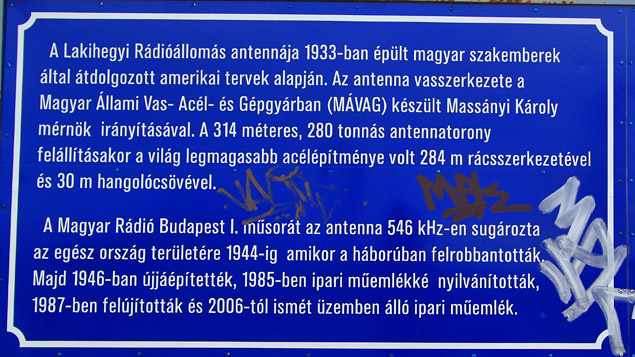 A Lakihegyi Rádióállomás antennája 1933-ban épült magyar szakemberek
által átdolgozott amerikai tervek alapján. Az antenna vasszerkezete a
Magyar Állami Vas- Acél- és Gépgyárban (MÁVAG) készült Massányi Károly
mérnök irányításával. A 314 méteres, 280 tonnás antennatorony
felállításakor a világ legmagasabb acélépítménye volt 284 m rácsszerkezetével
és 30 m hangolócsövével.
A Magyar Rádió Budapest I. műsorát az antenna 546 kHz-en sugározta
az egész ország területére 1944-ig amikor a háborúban felrobbantották.
Majd 1946-ban újjáépítették, 1985-ben ipari műemlékké nyilvánították,
1987-ben felújították és 2006-tól ismét üzemben álló ipari műemlék.